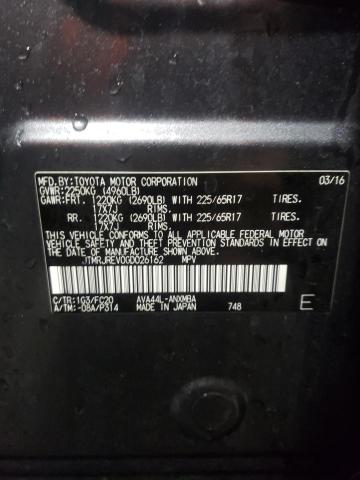 MFD.BY:TOYOTA MOTOR CORPORATION 03/16
GVWR:2250KG (4960LB)
GAWR:FRT. 1220KG (2690LB) WITH 225/65R17 TIRES.
17X7J RIMS.
RR. 1220KG (2690LB) WITH 225/65R17 TIRES.
17X7J RIMS.
THIS VEHICLE CONFORMS TO ALL APPLICABLE FEDERAL
MOTOR VEHICLE SAFETY, BUMPER, AND
THEFT PREVENTION STANDARDS IN EFFECT ON THE
DATE OF MANUFACTURE SHOWN ABOVE.
JTMRJREV0GD026162 MPV
C/TR:1G3/FC20 AVA44L-ANXMBA
A/TM:-08A/P314 MADE IN JAPAN 748 E